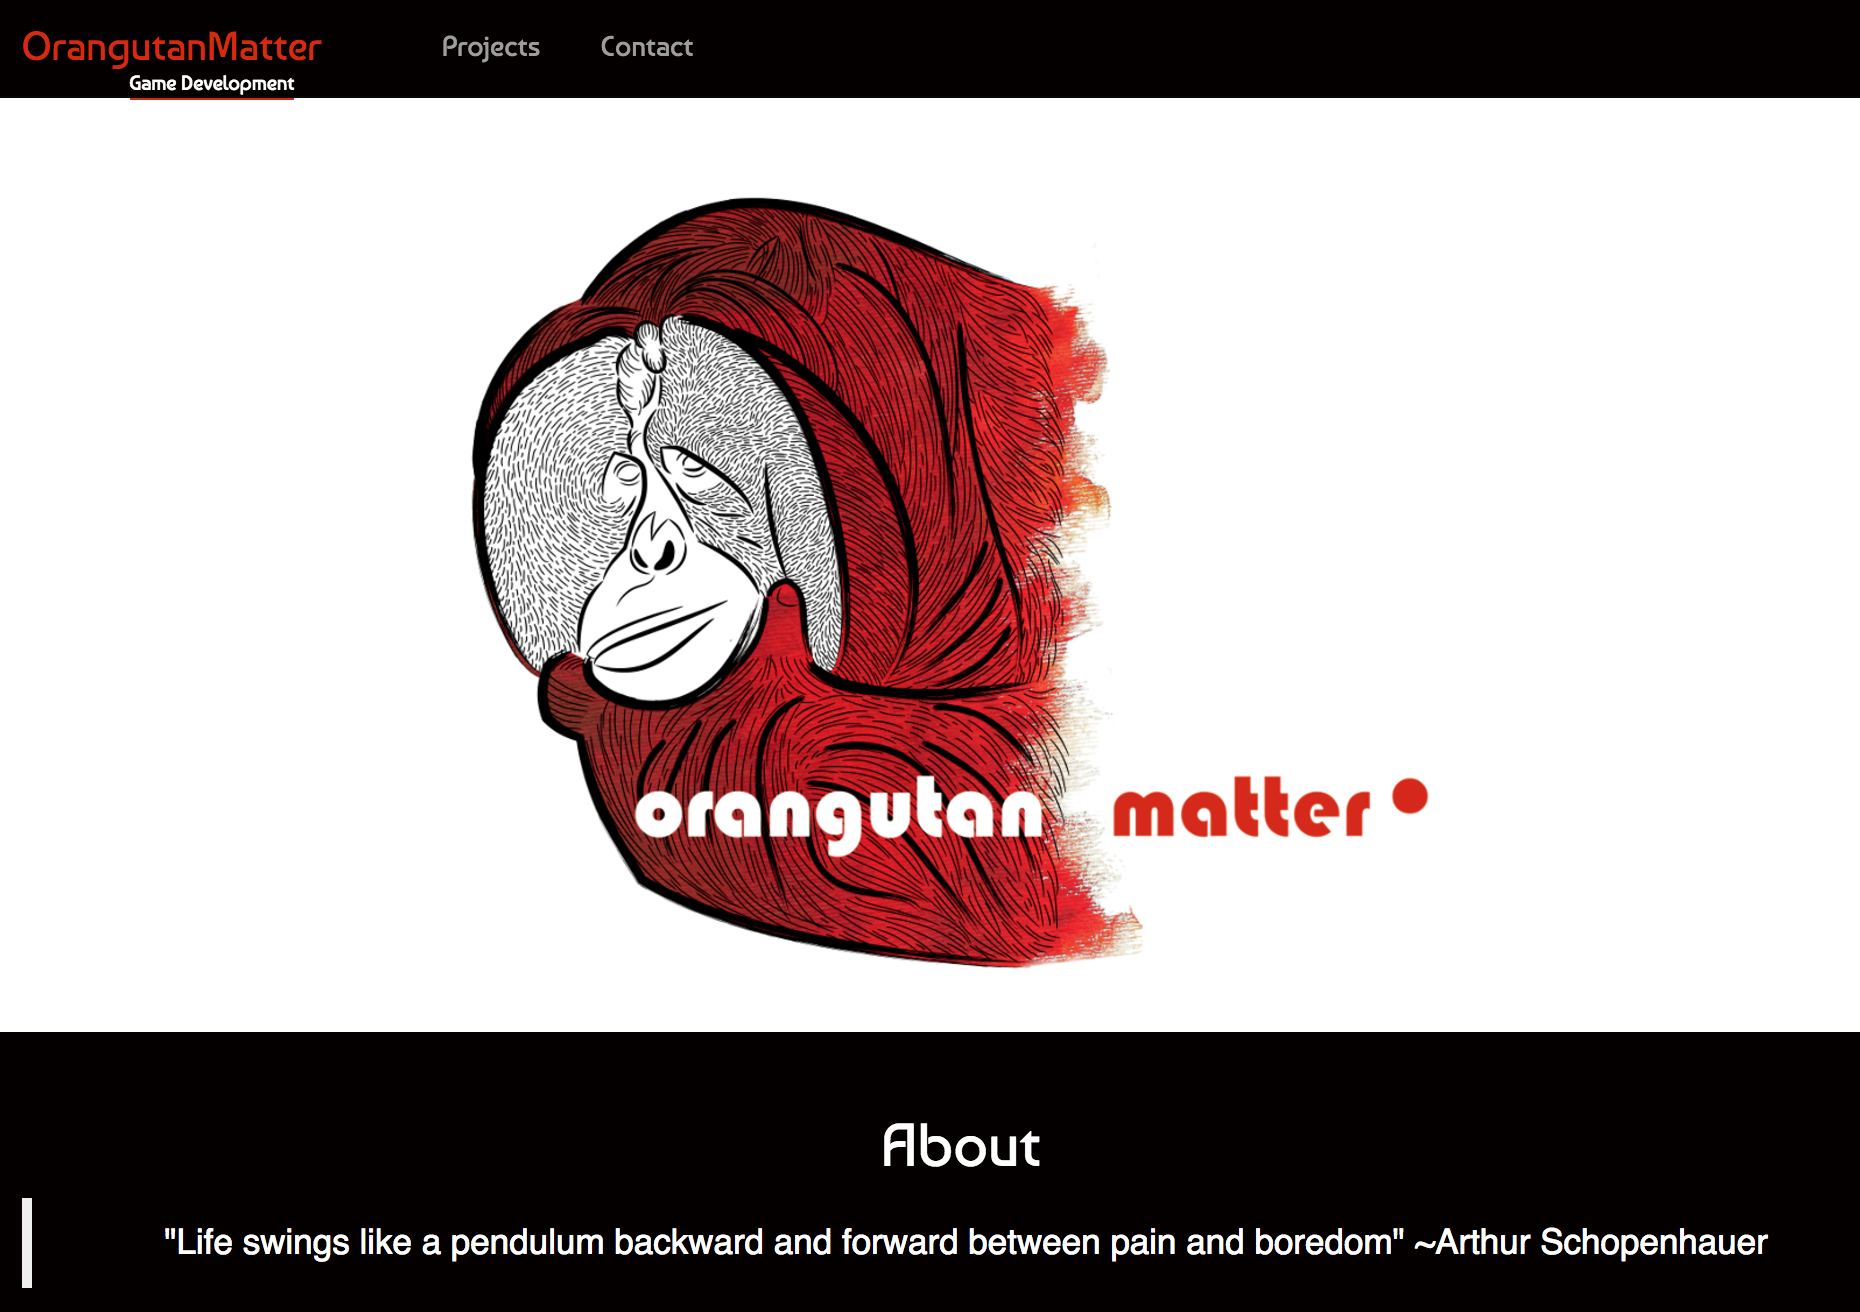 OrangutanMatter
Game Development
Projects
Contact
orangutan matter
About
"Life swings like a pendulum backward and forward between pain and boredom" ~Arthur Schopenhauer